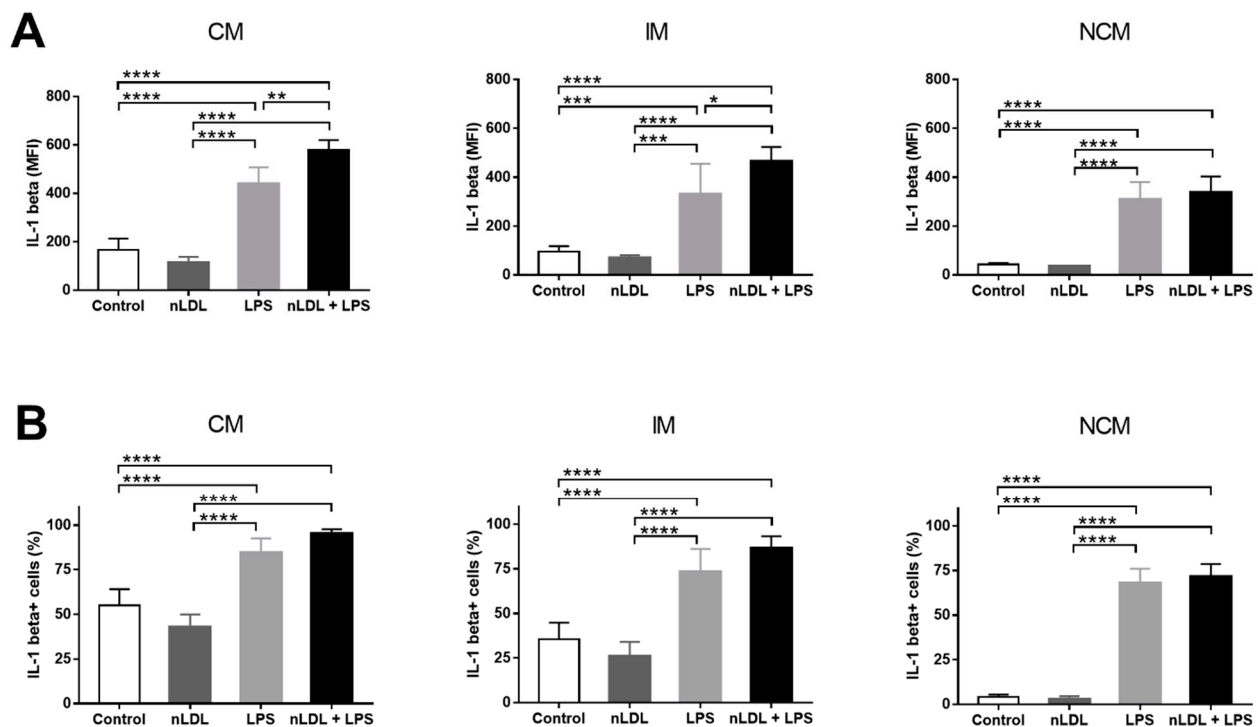 A
CM
IM
NCM
IL-1 beta (MFI)
800
600
400
200
0
****
****
**
****
****
Control nLDL LPS nLDL + LPS
IL-1 beta (MFI)
800
600
400
200
0
****
***
*
****
***
Control nLDL LPS nLDL + LPS
IL-1 beta (MFI)
800
600
400
200
0
****
****
****
****
Control nLDL LPS nLDL + LPS
B
CM
IM
NCM
IL-1 beta+ cells (%)
100
75
50
25
0
****
****
****
****
Control nLDL LPS nLDL + LPS
IL-1 beta+ cells (%)
100
75
50
25
0
****
****
****
****
Control nLDL LPS nLDL + LPS
IL-1 beta+ cells (%)
100
75
50
25
0
****
****
****
****
Control nLDL LPS nLDL + LPS